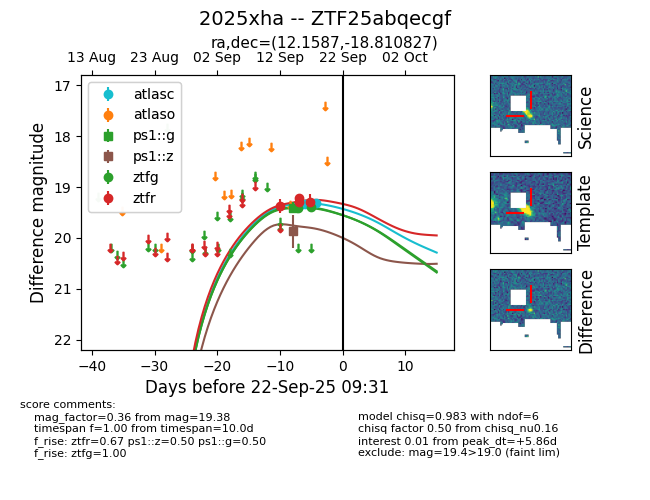 2025xha -- ZTF25abqecgf
ra,dec=(12.1587,-18.810827)
13 Aug 23 Aug 02 Sep 12 Sep 22 Sep 02 Oct
17
18
19
20
21
22
Difference magnitude
atlasc
atlaso
ps1::g
ps1::z
ztfg
ztfr
−40 −30 −20 −10 0 10
Days before 22-Sep-25 09:31
Science
Template
Difference
score comments:
mag_factor=0.36 from mag=19.38
timespan f=1.00 from timespan=10.0d
f_rise: ztfr=0.67 ps1::z=0.50 ps1::g=0.50
f_rise: ztfg=1.00
model chisq=0.983 with ndof=6
chisq factor 0.50 from chisq_nu0.16
interest 0.01 from peak_dt=+5.86d
exclude: mag=19.4>19.0 (faint lim)